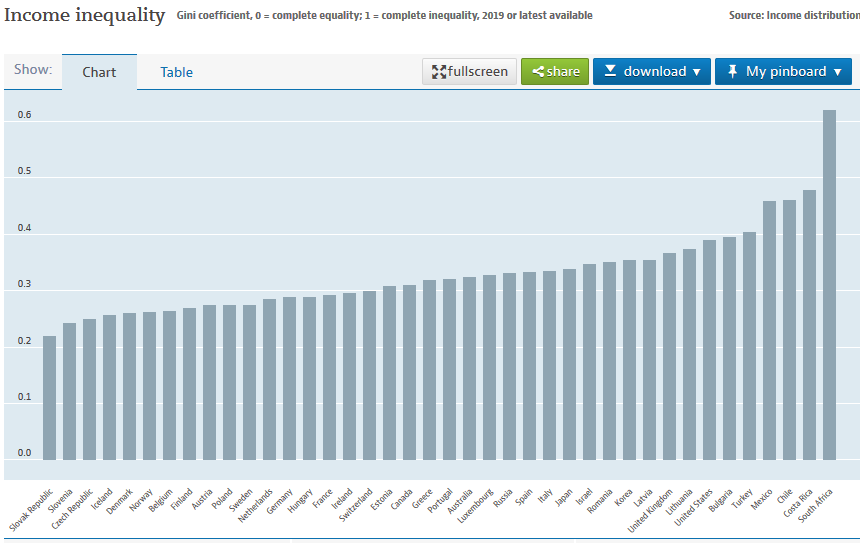 Income inequality Gini coefficient, 0 = complete equality; 1 = complete inequality, 2019 or latest available Source: Income distribution
Show: Chart Table fullscreen share download My pinboard
0.6
0.5
0.4
0.3
0.2
0.1
0.0
Slovak Republic
Slovenia
Czech Republic
Iceland
Denmark
Norway
Belgium
Finland
Austria
Poland
Sweden
Netherlands
Germany
Hungary
France
Ireland
Switzerland
Estonia
Canada
Greece
Portugal
Australia
Luxembourg
Russia
Spain
Italy
Japan
Israel
Romania
Korea
Latvia
United Kingdom
Lithuania
United States
Bulgaria
Turkey
Mexico
Chile
Costa Rica
South Africa